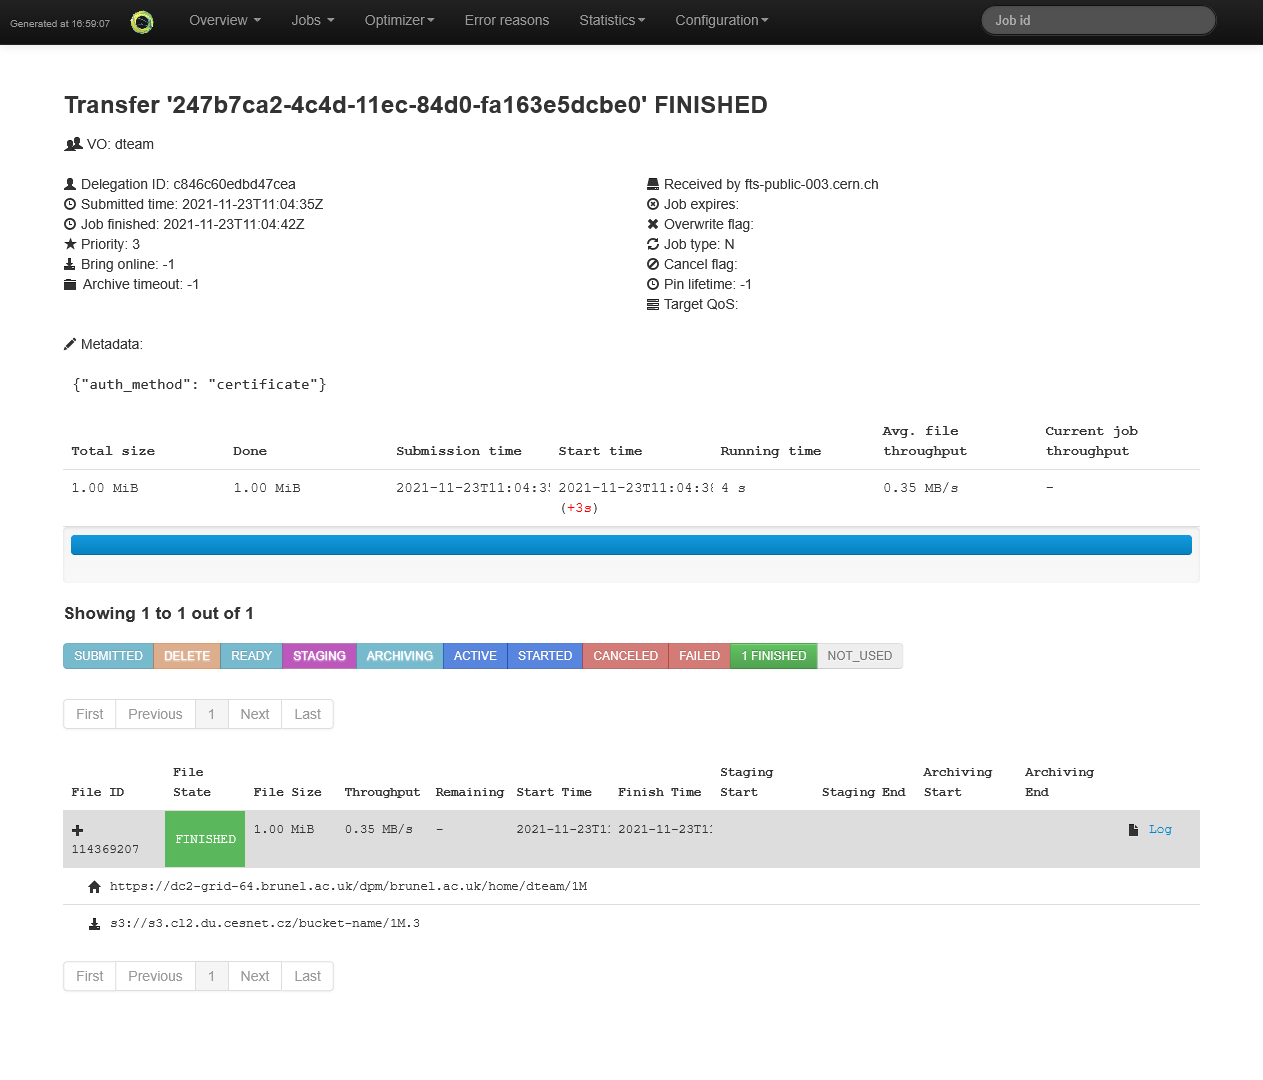 Generated at 16:59:07 Overview Jobs Optimizer Error reasons Statistics Configuration Job id
Transfer '247b7ca2-4c4d-11ec-84d0-fa163e5dcbe0' FINISHED
VO: dteam
Delegation ID: c846c60edbd47cea
Submitted time: 2021-11-23T11:04:35Z
Job finished: 2021-11-23T11:04:42Z
Priority: 3
Bring online: -1
Archive timeout: -1
Received by fts-public-003.cern.ch
Job expires:
Overwrite flag:
Job type: N
Cancel flag:
Pin lifetime: -1
Target QoS:
Metadata:
{"auth_method": "certificate"}
Total size Done Submission time Start time Running time Avg. file throughput Current job throughput
1.00 MiB 1.00 MiB 2021-11-23T11:04:35 2021-11-23T11:04:38 4 s 0.35 MB/s -
(+3s)
Showing 1 to 1 out of 1
SUBMITTED DELETE READY STAGING ARCHIVING ACTIVE STARTED CANCELED FAILED 1 FINISHED NOT_USED
First Previous 1 Next Last
File ID File State File Size Throughput Remaining Start Time Finish Time Staging Start Staging End Archiving Start Archiving End
114369207 FINISHED 1.00 MiB 0.35 MB/s - 2021-11-23T11 2021-11-23T11 Log
https://dc2-grid-64.brunel.ac.uk/dpm/brunel.ac.uk/home/dteam/1M
s3://s3.cl2.du.cesnet.cz/bucket-name/1M.3
First Previous 1 Next Last